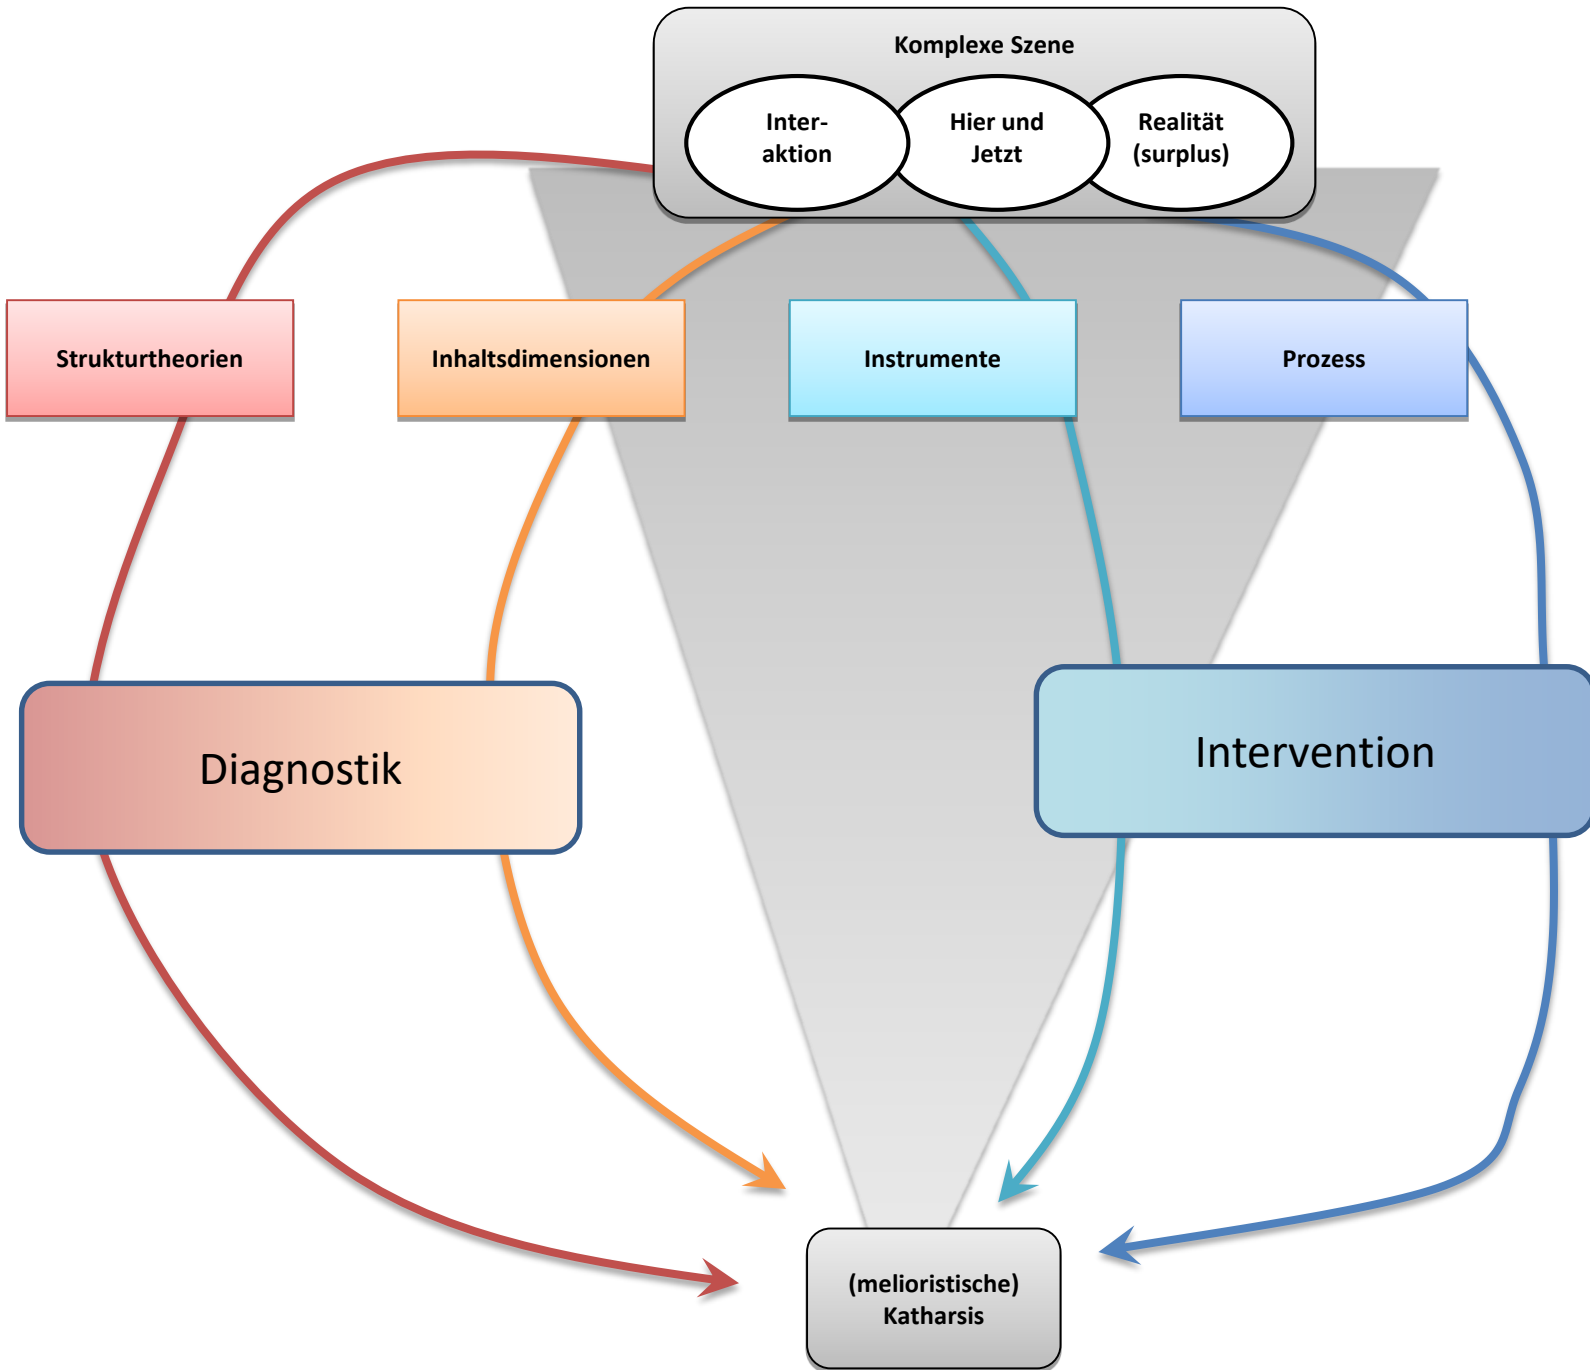 Komplexe Szene
Inter-
aktion
Hier und
Jetzt
Realität
(surplus)
Strukturtheorien
Inhaltsdimensionen
Instrumente
Prozess
Diagnostik
Intervention
(melioristische)
Katharsis